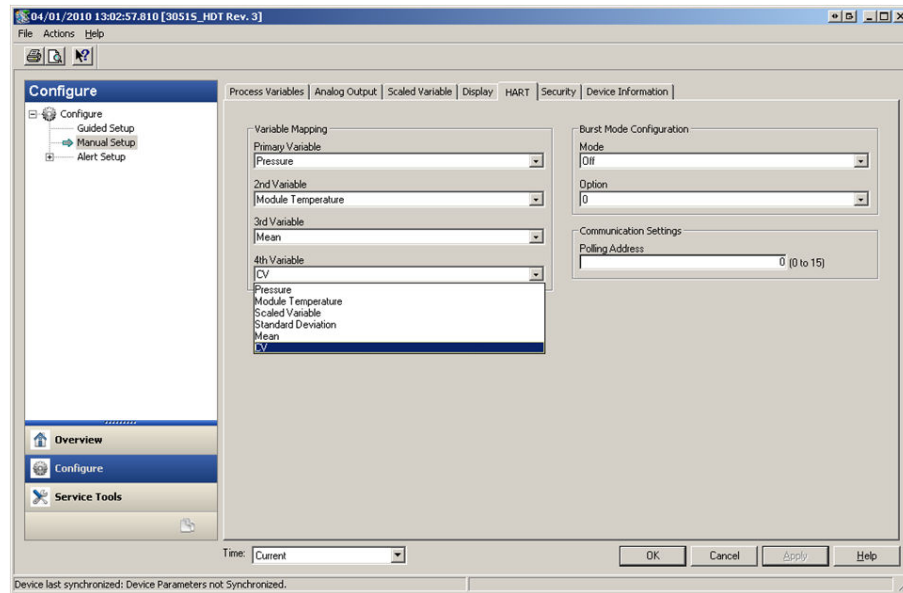 04/01/2010 13:02:57.810 [3051S_HDT Rev. 3]
File Actions Help
Configure
Configure
Guided Setup
Manual Setup
Alert Setup
Overview
Configure
Service Tools
Process Variables Analog Output Scaled Variable Display HART Security Device Information
Variable Mapping
Primary Variable
Pressure
2nd Variable
Module Temperature
3rd Variable
Mean
4th Variable
CV
Pressure
Module Temperature
Scaled Variable
Standard Deviation
Mean
CV
Burst Mode Configuration
Mode
Off
Option
0
Communication Settings
Polling Address
0 (0 to 15)
Time: Current
OK Cancel Apply Help
Device last synchronized: Device Parameters not Synchronized.